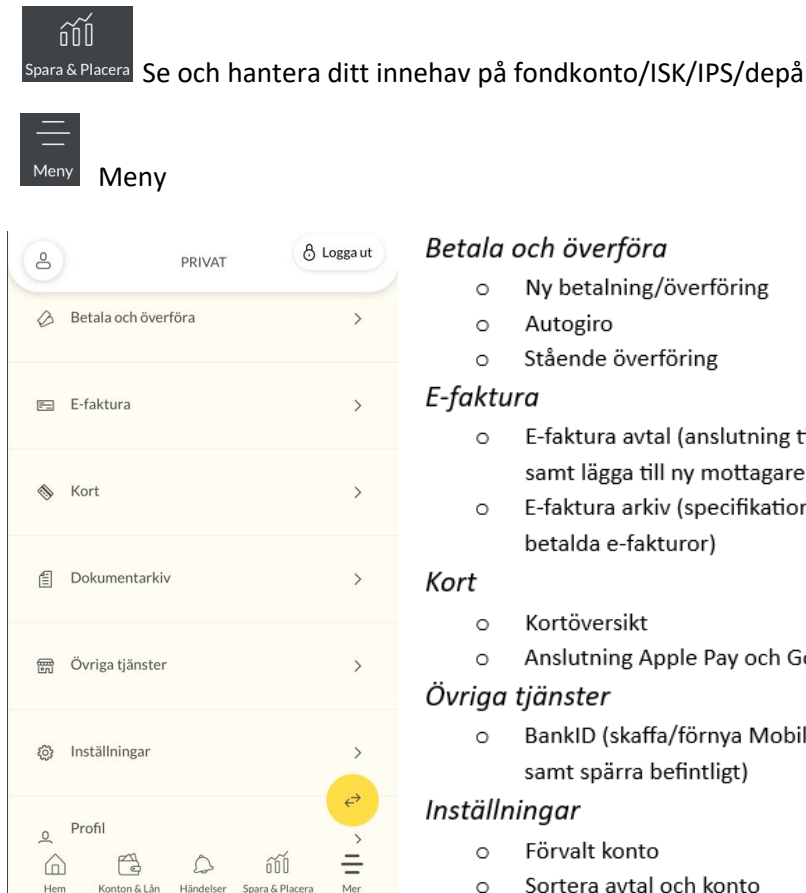 Spara & Placera Se och hantera ditt innehav på fondkonto/ISK/IPS/depå
Meny Meny
PRIVAT
Logga ut
Betala och överföra
E-faktura
Kort
Dokumentarkiv
Övriga tjänster
Inställningar
Profil
Hem Konton & Lån Händelser Spara & Placera Mer
Betala och överföra
o Ny betalning/överföring
o Autogiro
o Stående överföring
E-faktura
o E-faktura avtal (anslutning
samt lägga till ny mottagare
o E-faktura arkiv
betalda e-fakturor)
Kort
o Kortöversikt
o Anslutning Apple Pay och
Övriga tjänster
o BankID (skaffa/förnya
samt spärra befintligt)
Inställningar
o Förvalt konto
o Sortera avtal och konto